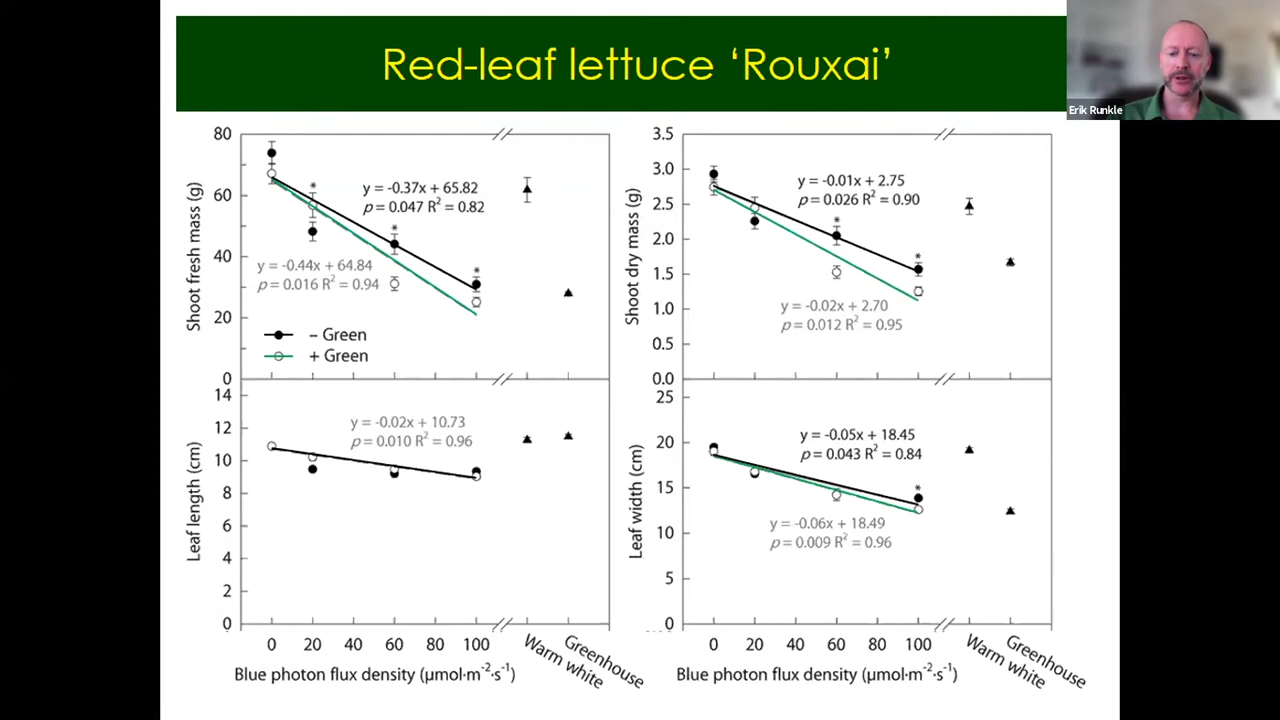 Red-leaf lettuce ‘Rouxai’
Erik Runkle
80
60
40
20
0
Shoot fresh mass (g)
y = -0.37x + 65.82
p = 0.047 R² = 0.82
y = -0.44x + 64.84
p = 0.016 R² = 0.94
*
*
*
– Green
+ Green
3.5
3.0
2.5
2.0
1.5
1.0
0.5
0.0
Shoot dry mass (g)
y = -0.01x + 2.75
p = 0.026 R² = 0.90
*
*
y = -0.02x + 2.70
p = 0.012 R² = 0.95
14
12
10
8
6
4
2
0
Leaf length (cm)
y = -0.02x + 10.73
p = 0.010 R² = 0.96
0 20 40 60 80 100
Warm white
Greenhouse
Blue photon flux density (µmol·m⁻²·s⁻¹)
25
20
15
10
5
0
Leaf width (cm)
y = -0.05x + 18.45
p = 0.043 R² = 0.84
*
y = -0.06x + 18.49
p = 0.009 R² = 0.96
0 20 40 60 80 100
Warm white
Greenhouse
Blue photon flux density (µmol·m⁻²·s⁻¹)